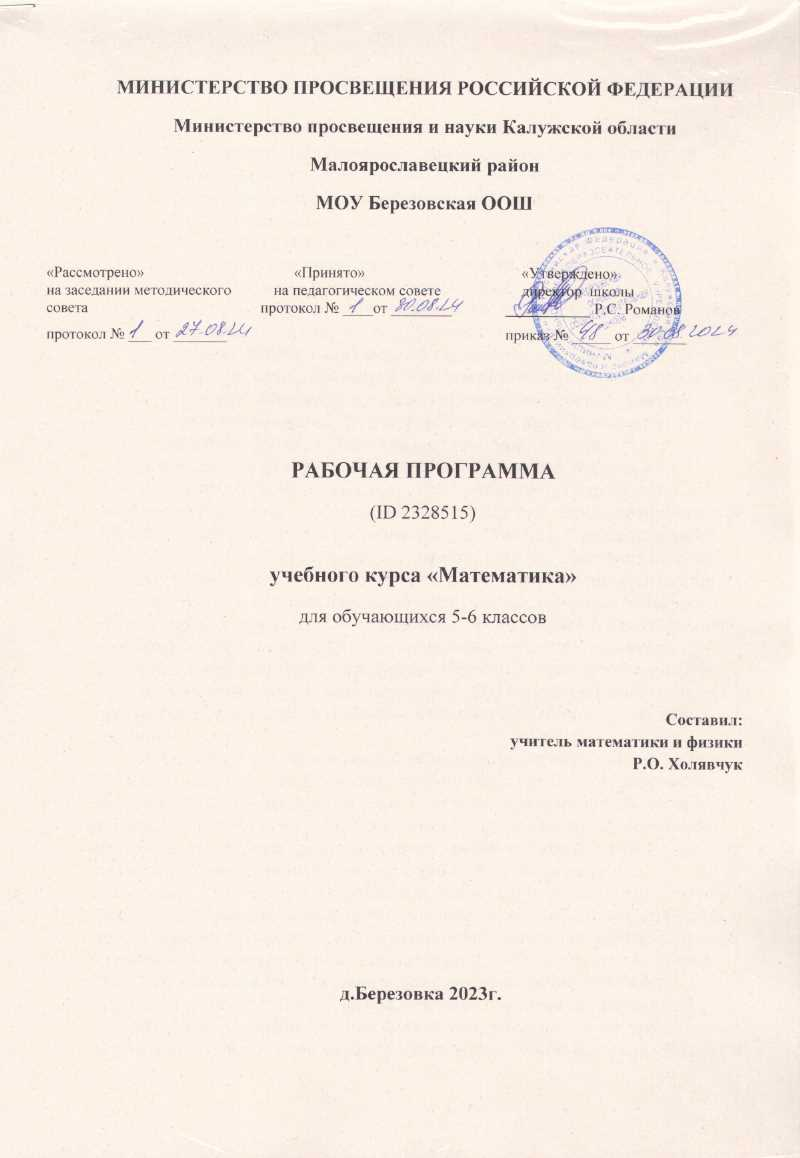 МИНИСТЕРСТВО ПРОСВЕЩЕНИЯ РОССИЙСКОЙ ФЕДЕРАЦИИ
Министерство просвещения и науки Калужской области
Малоярославецкий район
МОУ Березовская ООШ
«Рассмотрено»
на заседании методического
совета
протокол № 1 от 27.08.24
«Принято»
на педагогическом совете
протокол № 1 от 30.08.24
«Утверждено»
директор школы
Р.С. Романов
приказ № 48 от 30.08.2024
РАБОЧАЯ ПРОГРАММА
(ID 2328515)
учебного курса «Математика»
для обучающихся 5-6 классов
Составил:
учитель математики и физики
Р.О. Холявчук
д.Березовка 2023г.